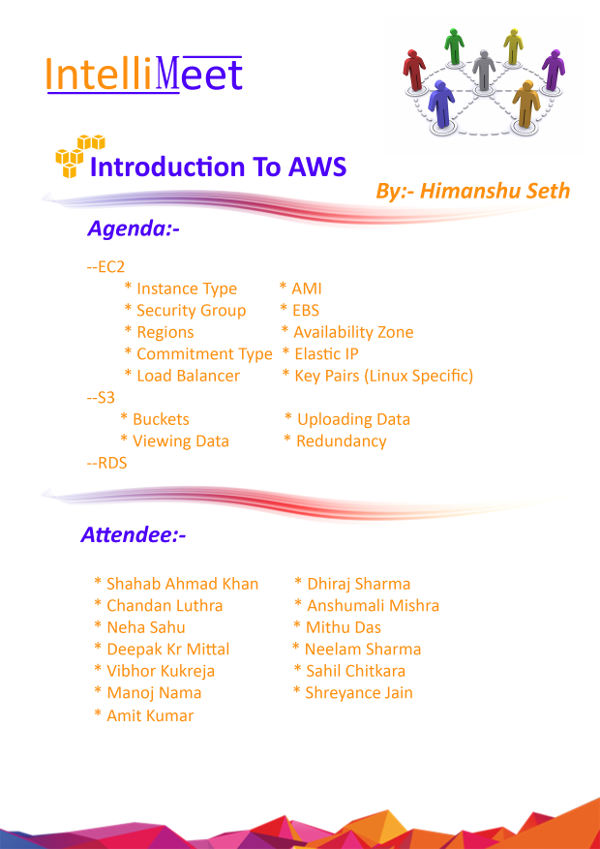 IntelliMeet
Introduction To AWS
By:- Himanshu Seth
Agenda:-
--EC2
* Instance Type * AMI
* Security Group * EBS
* Regions * Availability Zone
* Commitment Type * Elastic IP
* Load Balancer * Key Pairs (Linux Specific)
--S3
* Buckets * Uploading Data
* Viewing Data * Redundancy
--RDS
Attendee:-
* Shahab Ahmad Khan * Dhiraj Sharma
* Chandan Luthra * Anshumali Mishra
* Neha Sahu * Mithu Das
* Deepak Kr Mittal * Neelam Sharma
* Vibhor Kukreja * Sahil Chitkara
* Manoj Nama * Shreyance Jain
* Amit Kumar